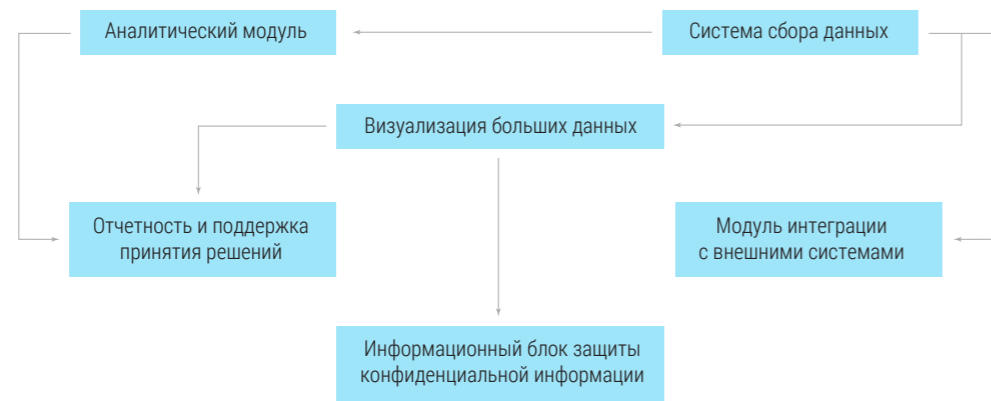 Аналитический модуль
Система сбора данных
Визуализация больших данных
Отчетность и поддержка
принятия решений
Модуль интеграции
с внешними системами
Информационный блок защиты
конфиденциальной информации